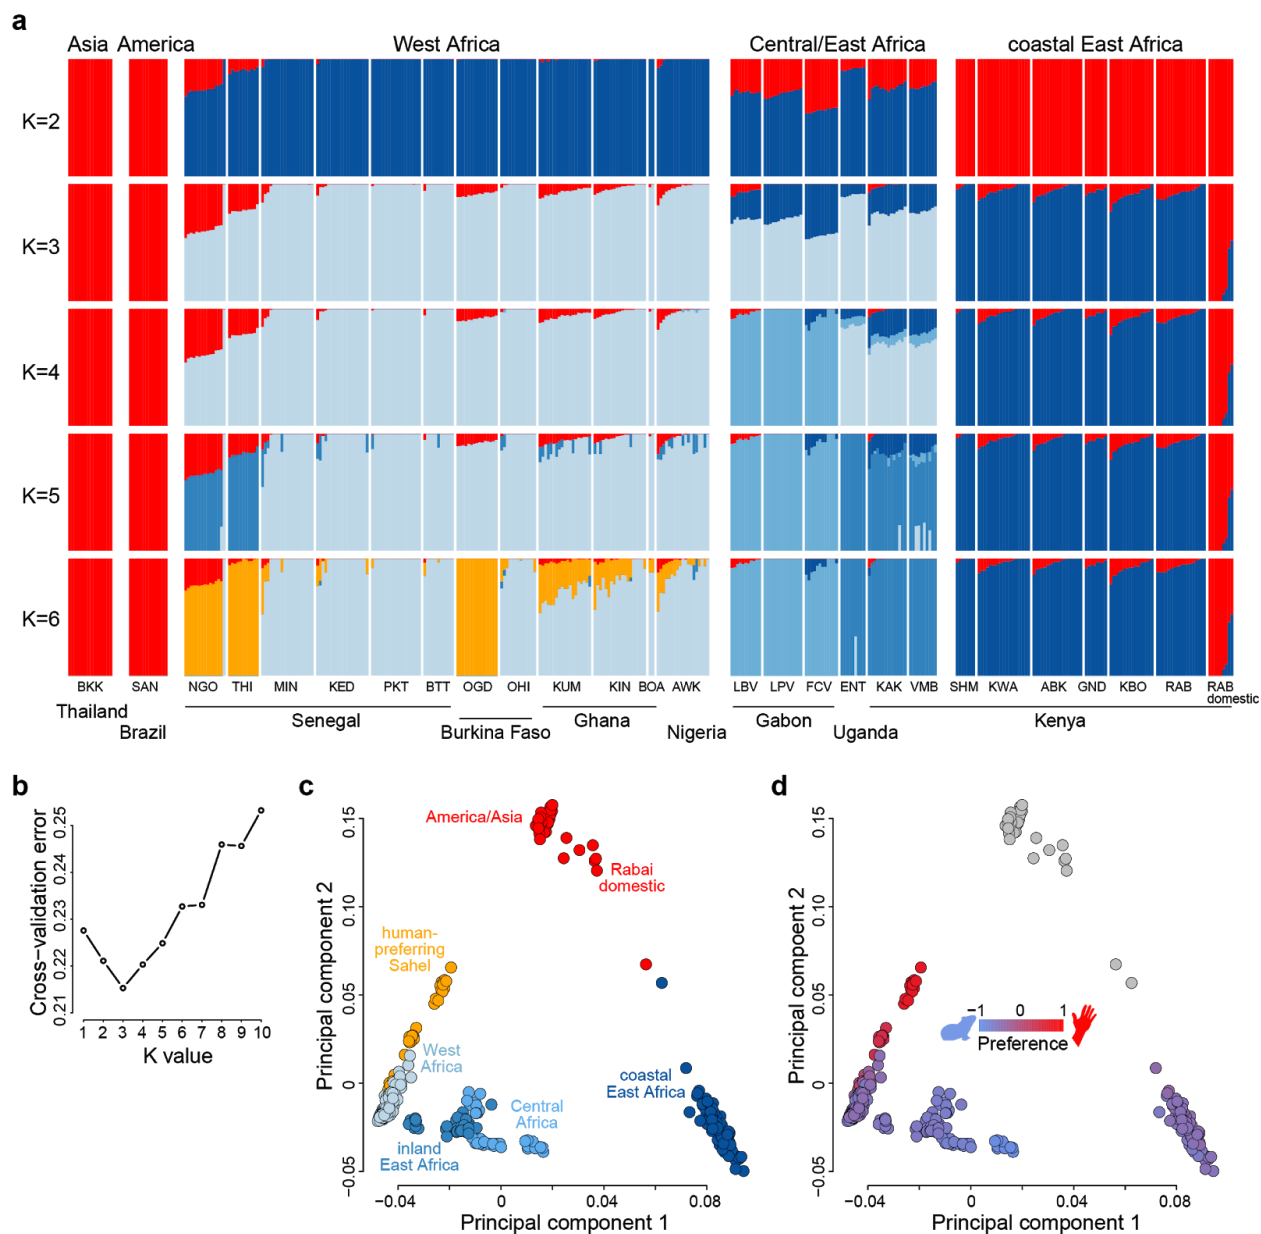 a
Asia America West Africa Central/East Africa coastal East Africa
K=2
K=3
K=4
K=5
K=6
BKK SAN NGO THI MIN KED PKT BTT OGD OHI KUM KIN BOA AWK LBV LPV FCV ENT KAK VMB SHM KWA ABK GND KBO RAB RAB
domestic
Thailand Senegal Ghana Gabon Kenya
Brazil Burkina Faso Nigeria Uganda
b
Cross-validation error
0.25
0.24
0.23
0.22
0.21
1 2 3 4 5 6 7 8 9 10
K value
c
Principal component 2
0.15
0.10
0.05
0
−0.05
America/Asia
Rabai
domestic
human-
preferring
Sahel
West
Africa
coastal
East Africa
Central
Africa
inland
East Africa
−0.04 0 0.04 0.08
Principal component 1
d
Principal compoent 2
0.15
0.10
0.05
0
−0.05
−1 0 1
Preference
−0.04 0 0.04 0.08
Principal component 1